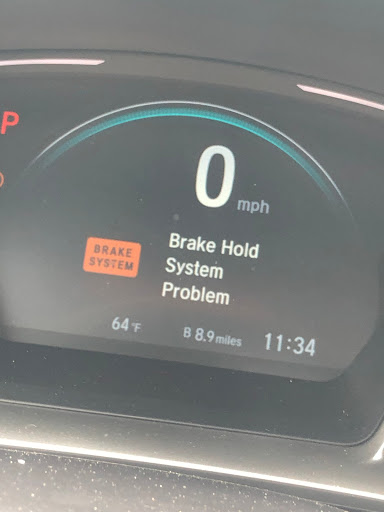 P
0 mph
BRAKE
SYSTEM
Brake Hold
System
Problem
64°F
B 8.9 miles
11:34